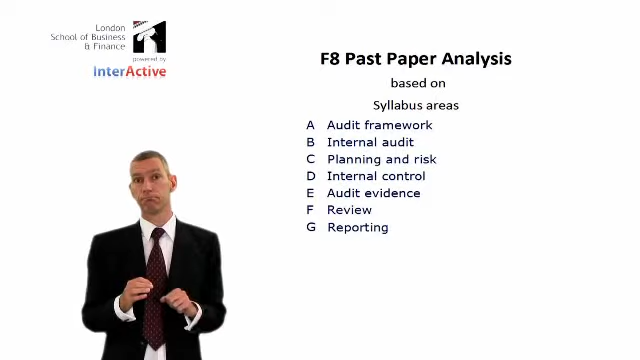 London
School of Business
& Finance
powered by
InterActive
F8 Past Paper Analysis
based on
Syllabus areas
A Audit framework
B Internal audit
C Planning and risk
D Internal control
E Audit evidence
F Review
G Reporting